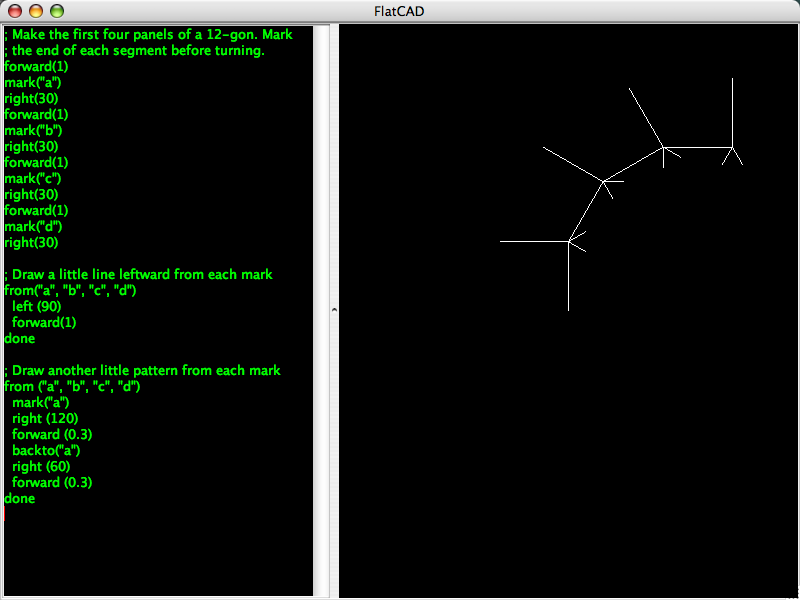 FlatCAD
; Make the first four panels of a 12-gon. Mark
; the end of each segment before turning.
forward(1)
mark("a")
right(30)
forward(1)
mark("b")
right(30)
forward(1)
mark("c")
right(30)
forward(1)
mark("d")
right(30)
; Draw a little line leftward from each mark
from("a", "b", "c", "d")
left (90)
forward(1)
done
; Draw another little pattern from each mark
from ("a", "b", "c", "d")
mark("a")
right (120)
forward (0.3)
backto("a")
right (60)
forward (0.3)
done